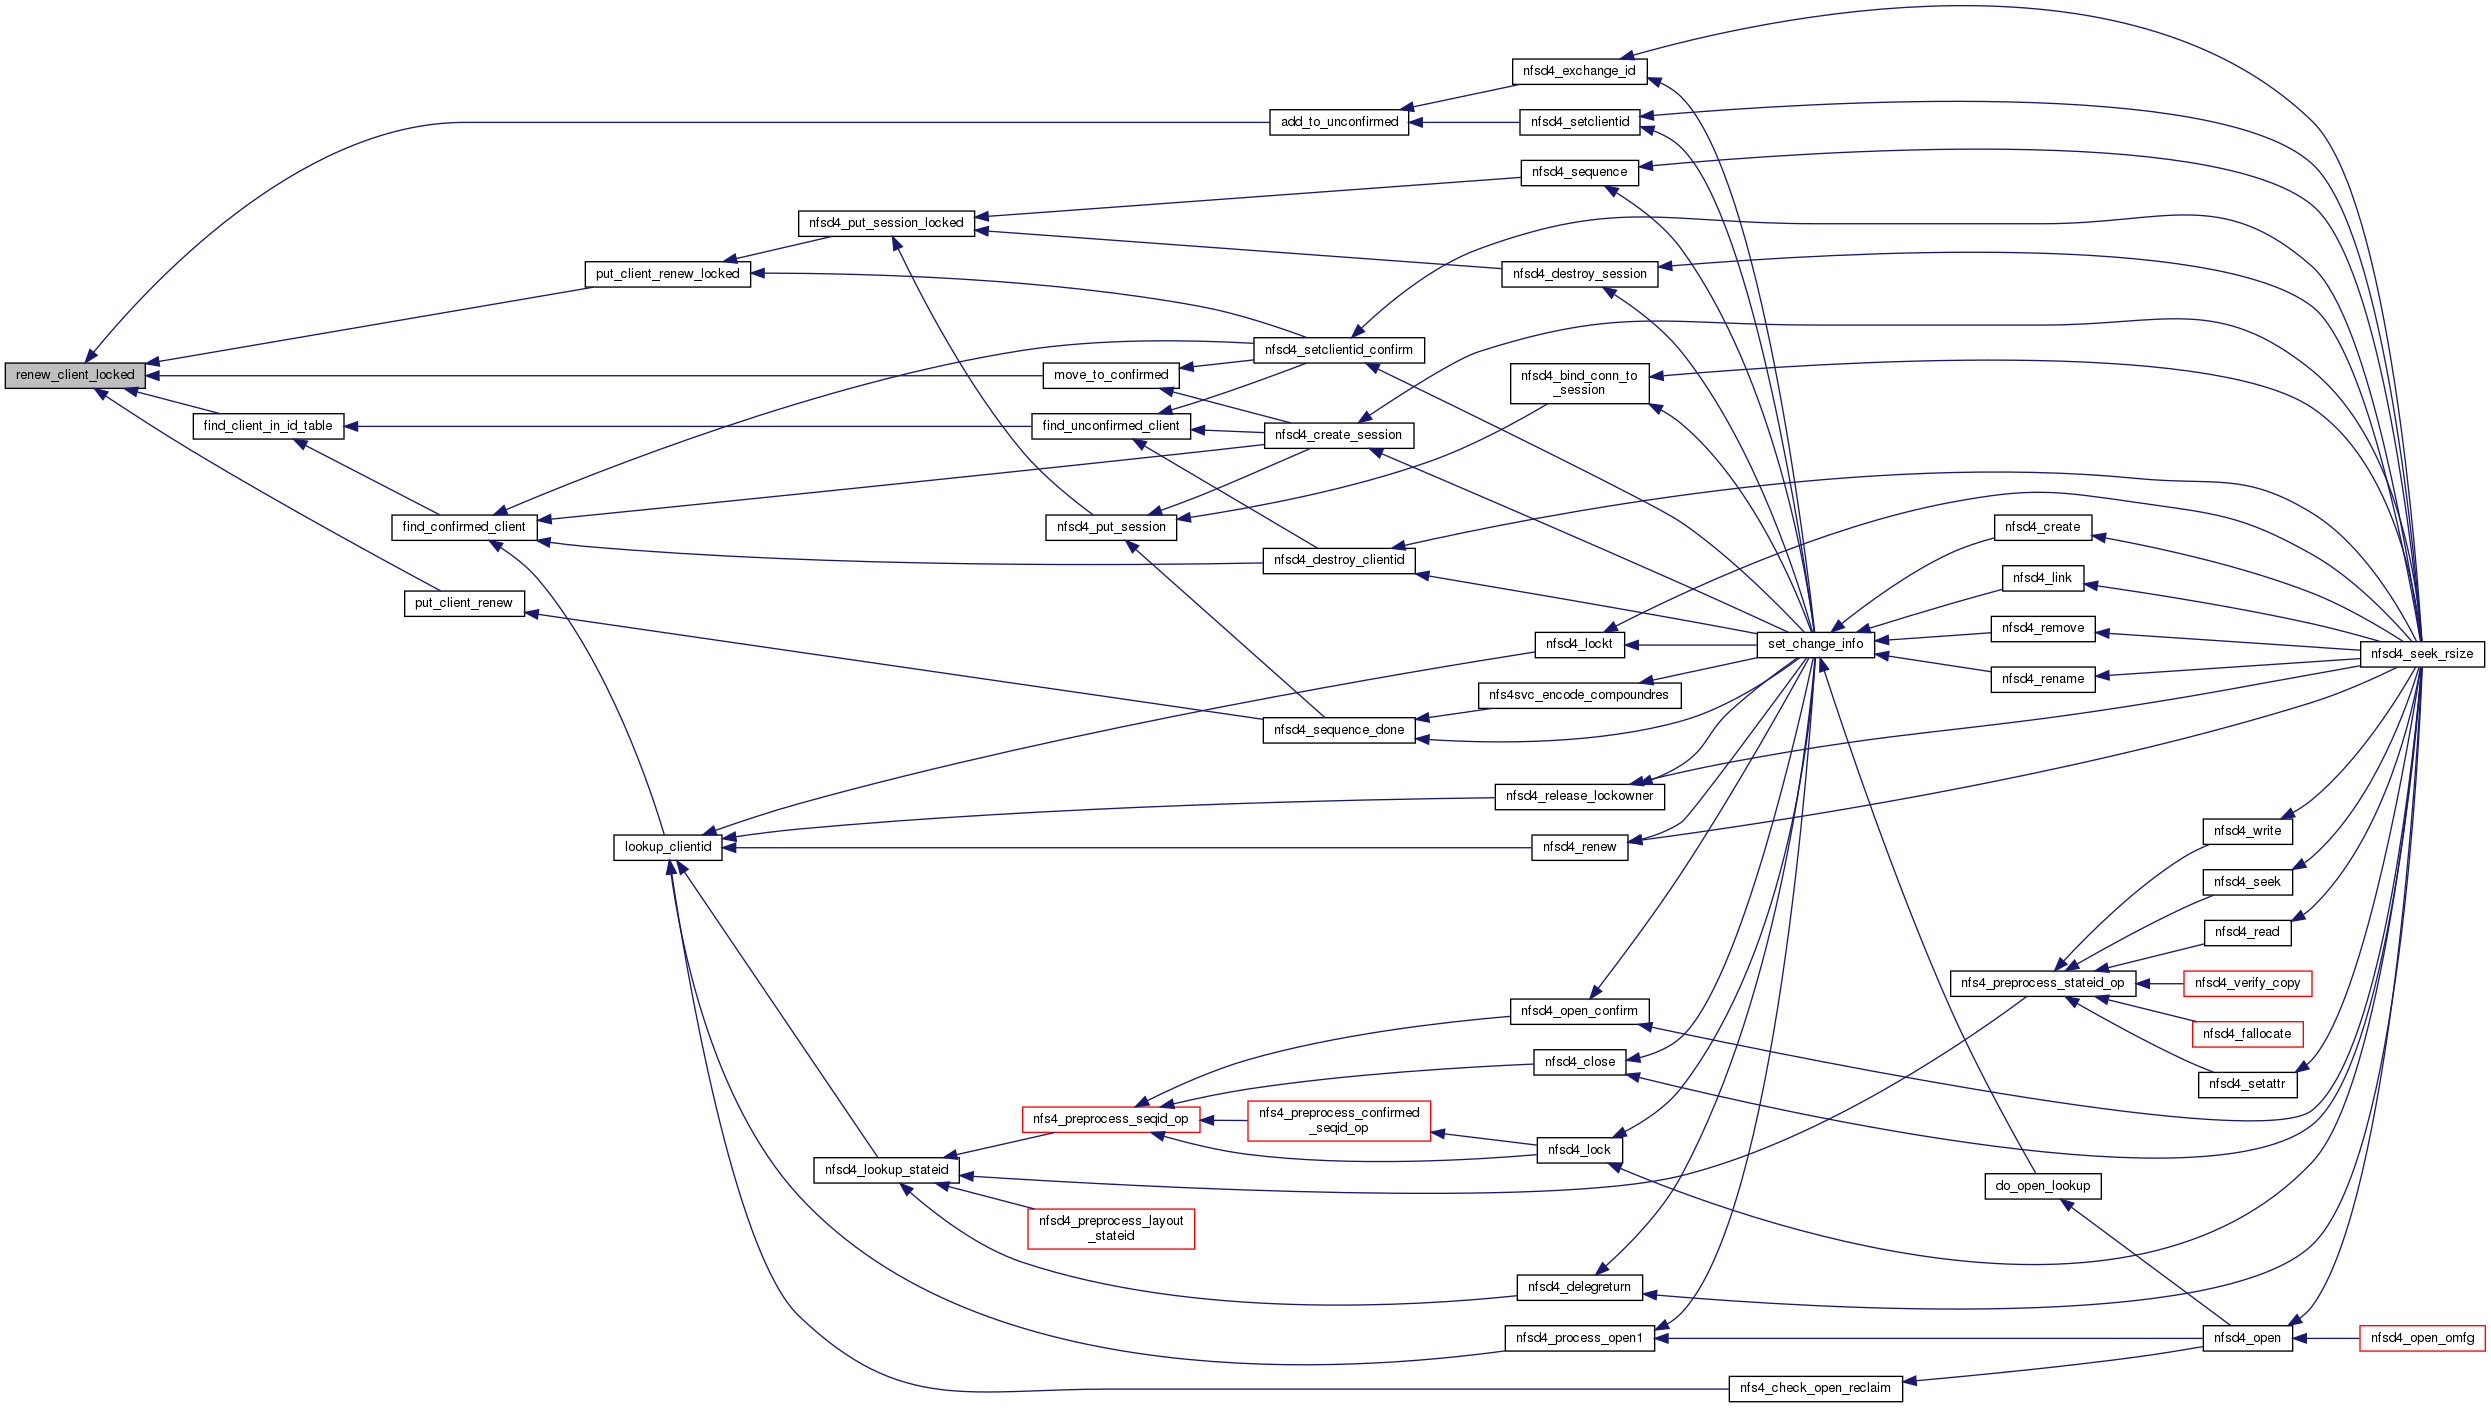 nfsd4_exchange_id
add_to_unconfirmed
nfsd4_setclientid
nfsd4_sequence
nfsd4_put_session_locked
put_client_renew_locked
nfsd4_destroy_session
nfsd4_setclientid_confirm
renew_client_locked
move_to_confirmed
nfsd4_bind_conn_to
_session
find_client_in_id_table
find_unconfirmed_client
nfsd4_create_session
find_confirmed_client
nfsd4_put_session
nfsd4_create
nfsd4_destroy_clientid
nfsd4_link
put_client_renew
nfsd4_remove
nfsd4_lockt
set_change_info
nfsd4_seek_rsize
nfsd4_rename
nfs4svc_encode_compoundres
nfsd4_sequence_done
nfsd4_release_lockowner
nfsd4_write
lookup_clientid
nfsd4_renew
nfsd4_seek
nfsd4_read
nfs4_preprocess_stateid_op
nfsd4_verify_copy
nfsd4_open_confirm
nfsd4_fallocate
nfsd4_close
nfsd4_setattr
nfs4_preprocess_seqid_op
nfs4_preprocess_confirmed
_seqid_op
nfsd4_lock
nfsd4_lookup_stateid
do_open_lookup
nfsd4_preprocess_layout
_stateid
nfsd4_delegreturn
nfsd4_process_open1
nfsd4_open
nfsd4_open_omfg
nfs4_check_open_reclaim